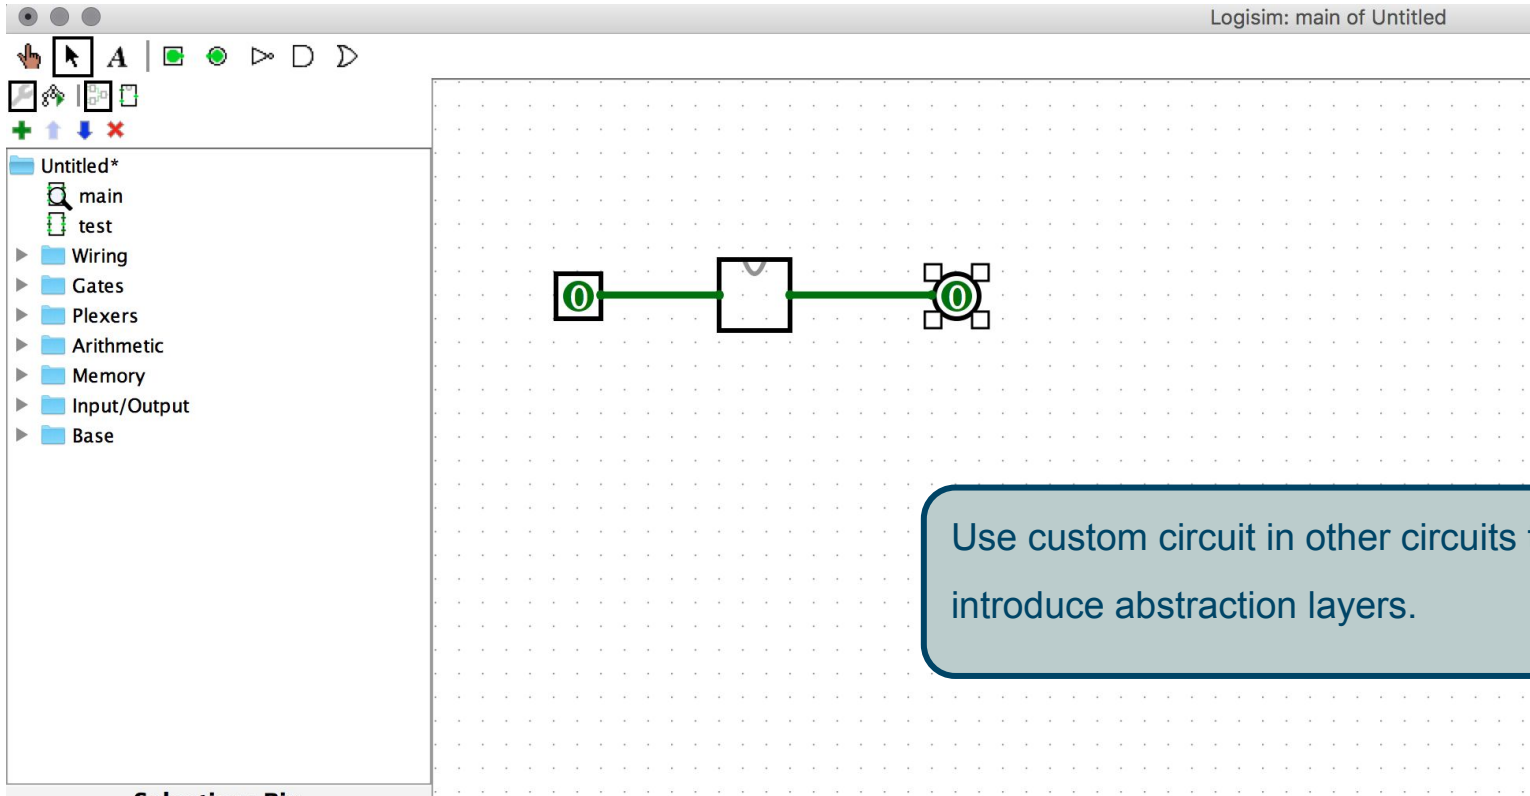 Logisim: main of Untitled
A
Untitled*
main
test
Wiring
Gates
Plexers
Arithmetic
Memory
Input/Output
Base
0
0
Use custom circuit in other circuits
introduce abstraction layers.